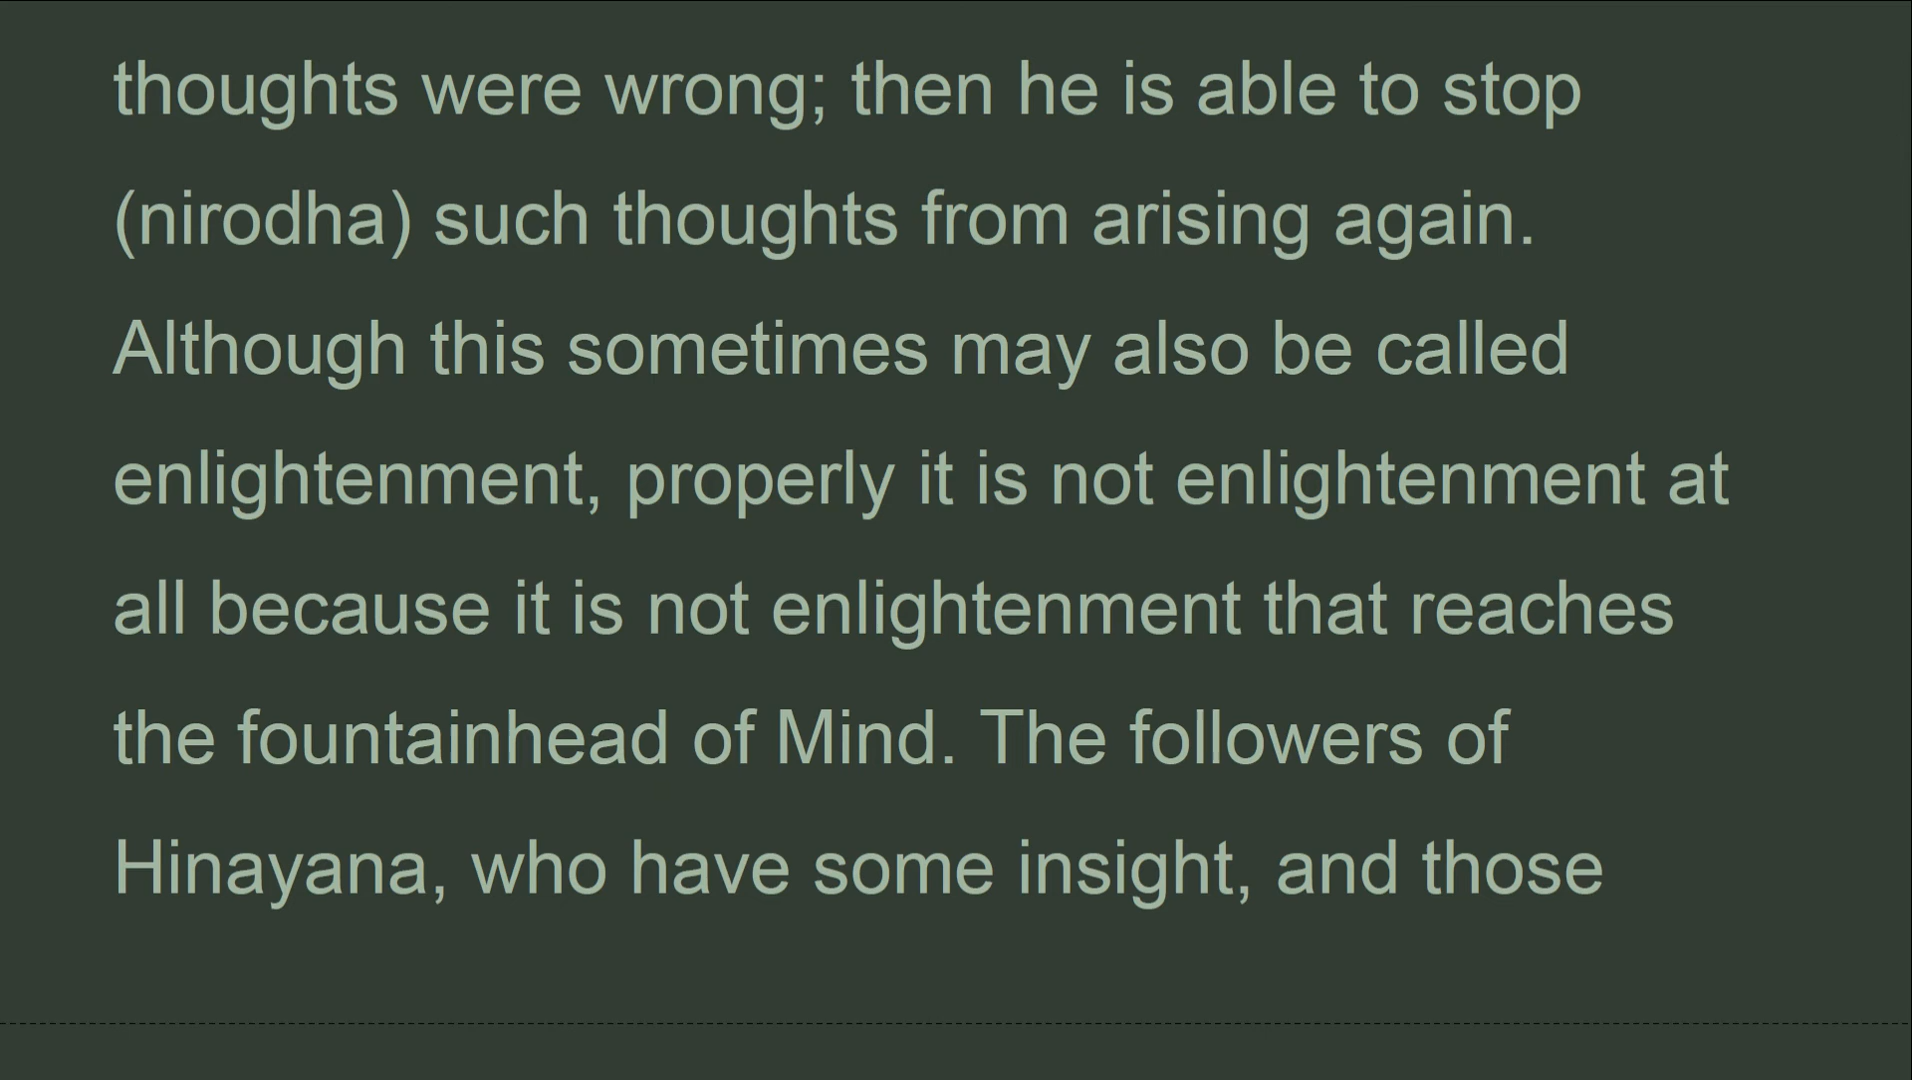 thoughts were wrong; then he is able to stop
(nirodha) such thoughts from arising again.
Although this sometimes may also be called
enlightenment, properly it is not enlightenment at
all because it is not enlightenment that reaches
the fountainhead of Mind. The followers of
Hinayana, who have some insight, and those